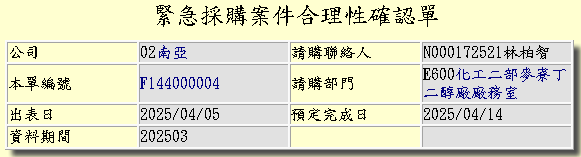 緊急採購案件合理性確認單
公司 02南亞 請購聯絡人 N000172521林柏智
本單編號 F144000004 請購部門 E600化工二部麥寮丁二醇廠廠務室
出表日 2025/04/05 預定完成日 2025/04/14
資料期間 202503